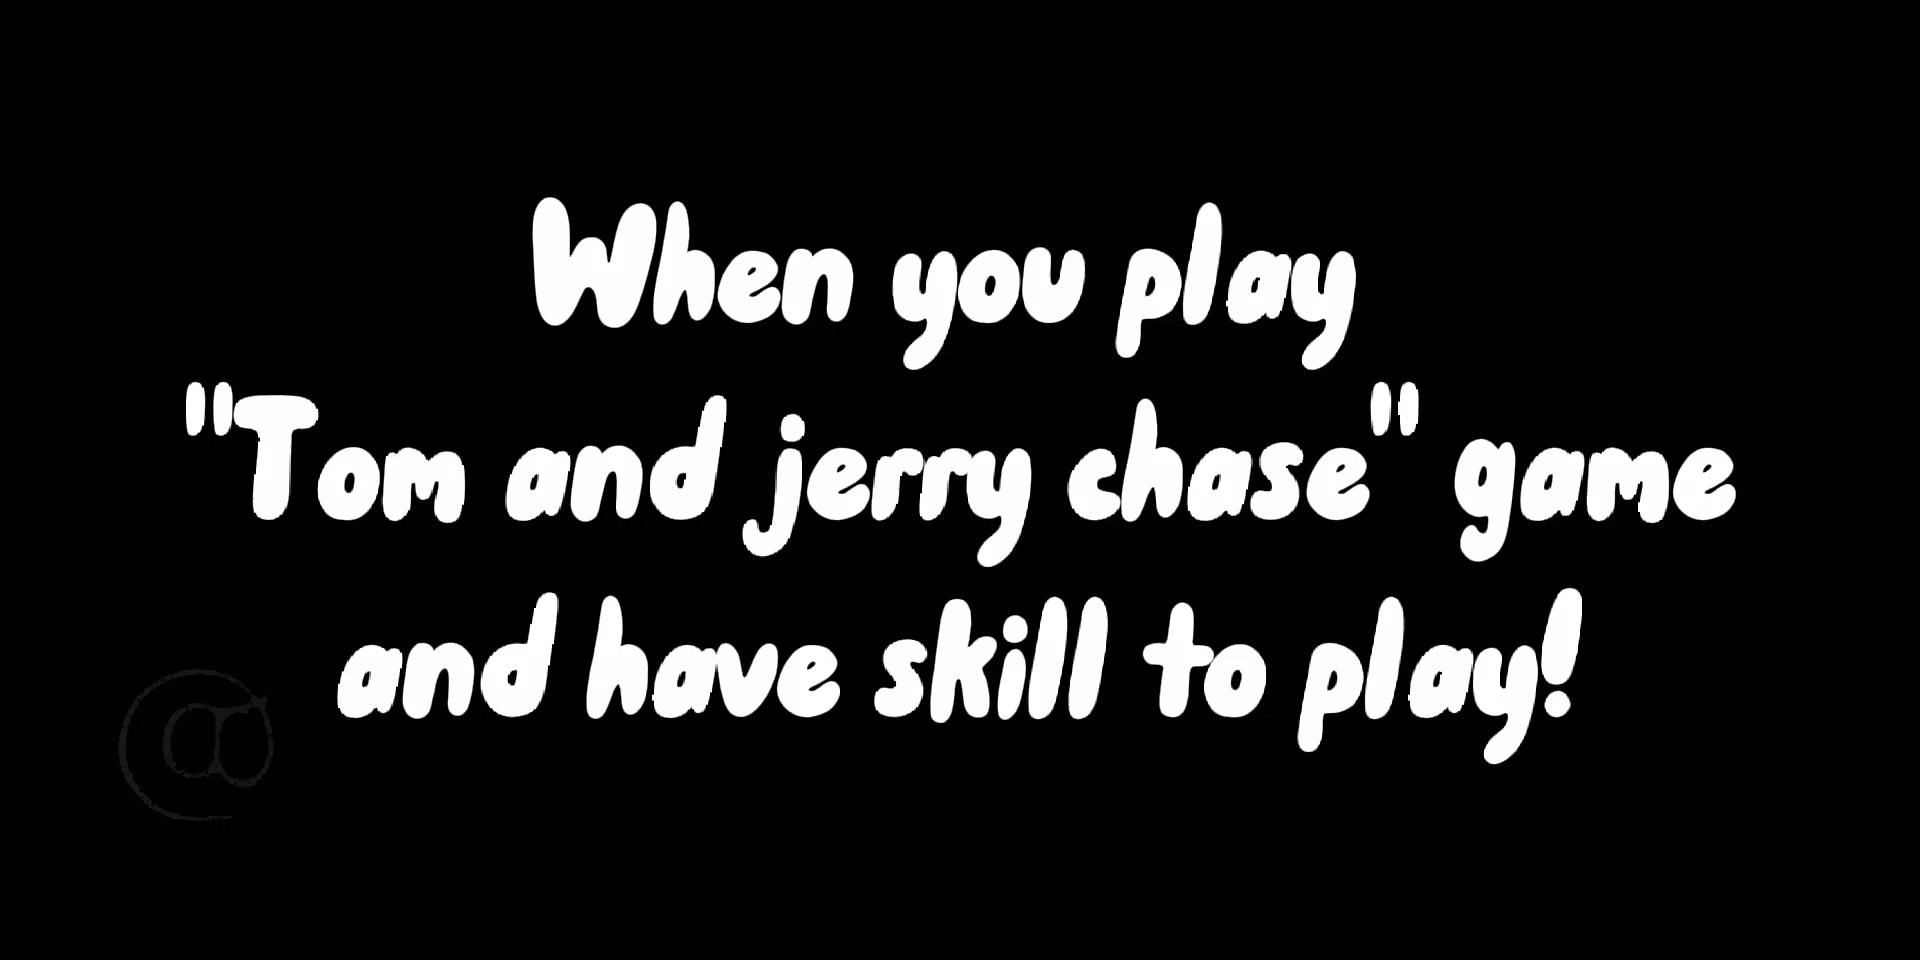 When you play
"Tom and jerry chase" game
and have skill to play!